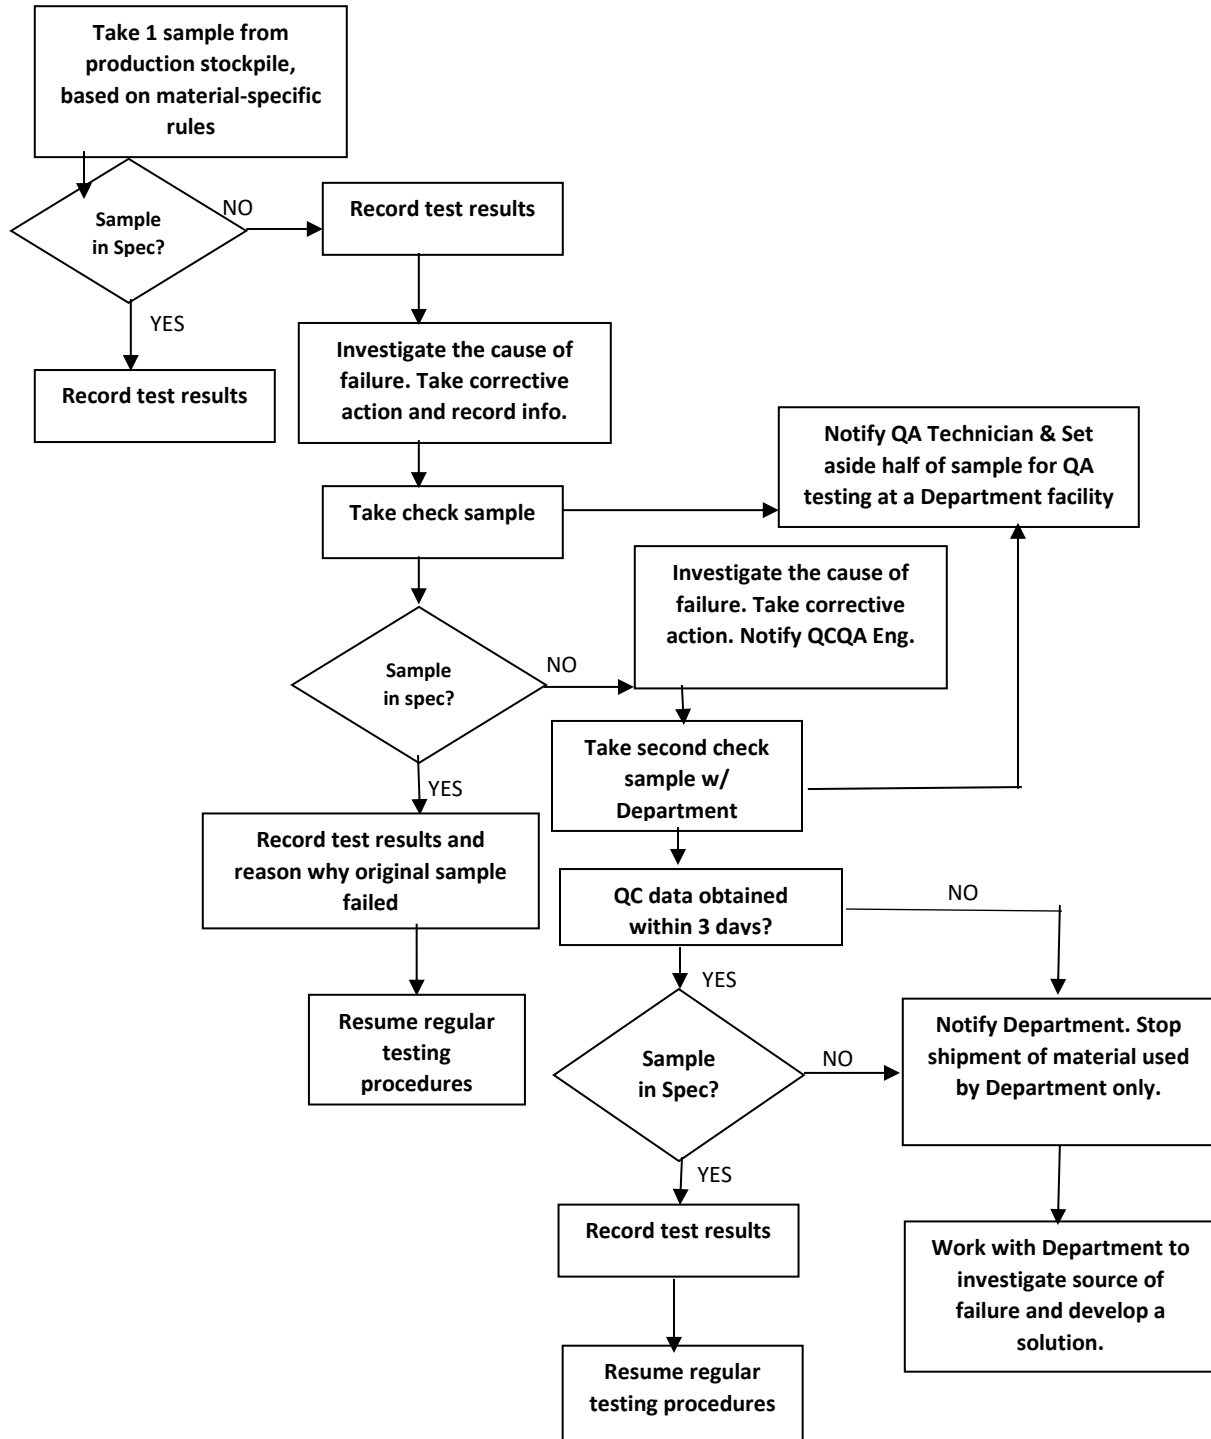 Take 1 sample from
production stockpile,
based on material-specific
rules
Sample
in Spec?
NO
Record test results
YES
Record test results
Investigate the cause of
failure. Take corrective
action and record info.
Take check sample
Notify QA Technician & Set
aside half of sample for QA
testing at a Department facility
Investigate the cause of
failure. Take corrective
action. Notify QCQA Eng.
Sample
in spec?
NO
YES
Take second check
sample w/
Department
Record test results and
reason why original sample
failed
QC data obtained
within 3 days?
NO
YES
Resume regular
testing
procedures
Sample
in Spec?
NO
Notify Department. Stop
shipment of material used
by Department only.
YES
Record test results
Work with Department to
investigate source of
failure and develop a
solution.
Resume regular
testing procedures